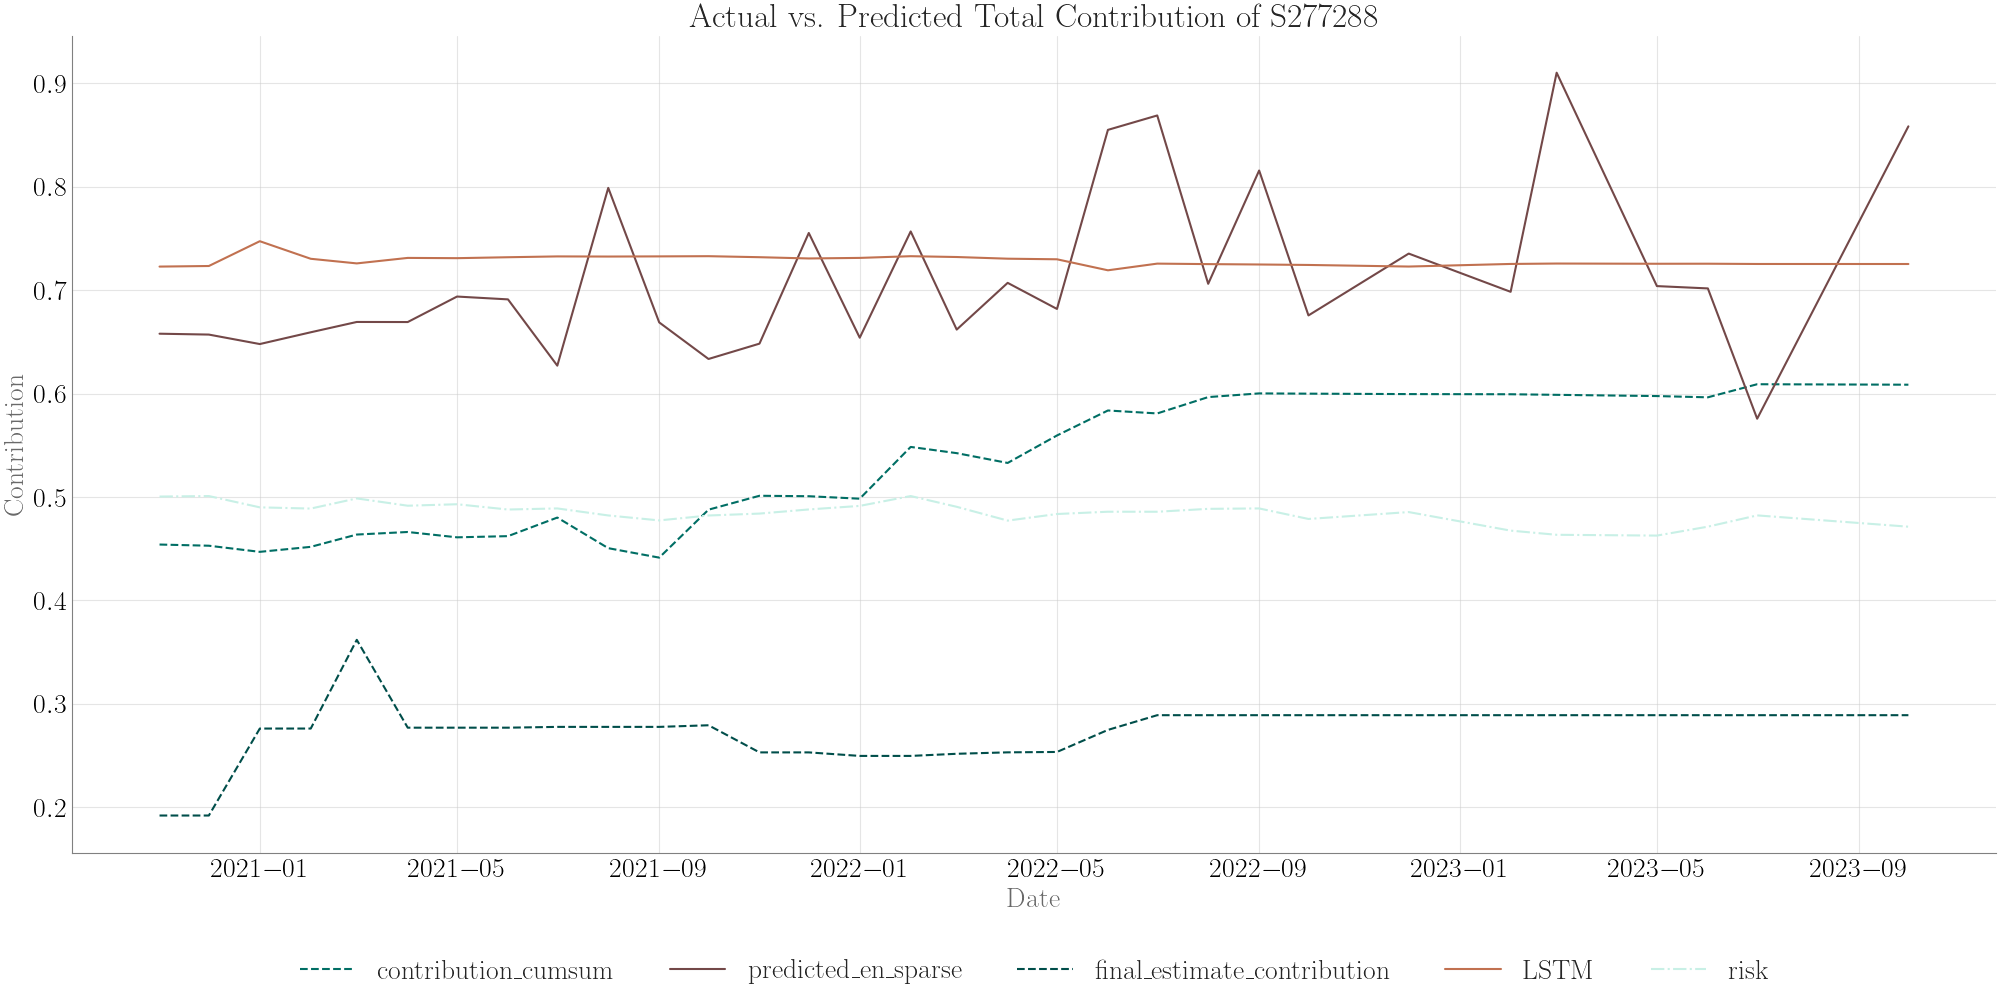 Actual vs. Predicted Total Contribution of S277288
0.9
0.8
0.7
0.6
0.5
0.4
0.3
0.2
Contribution
2021−01 2021−05 2021−09 2022−01 2022−05 2022−09 2023−01 2023−05 2023−09
Date
contribution_cumsum predicted_en_sparse final_estimate_contribution LSTM risk